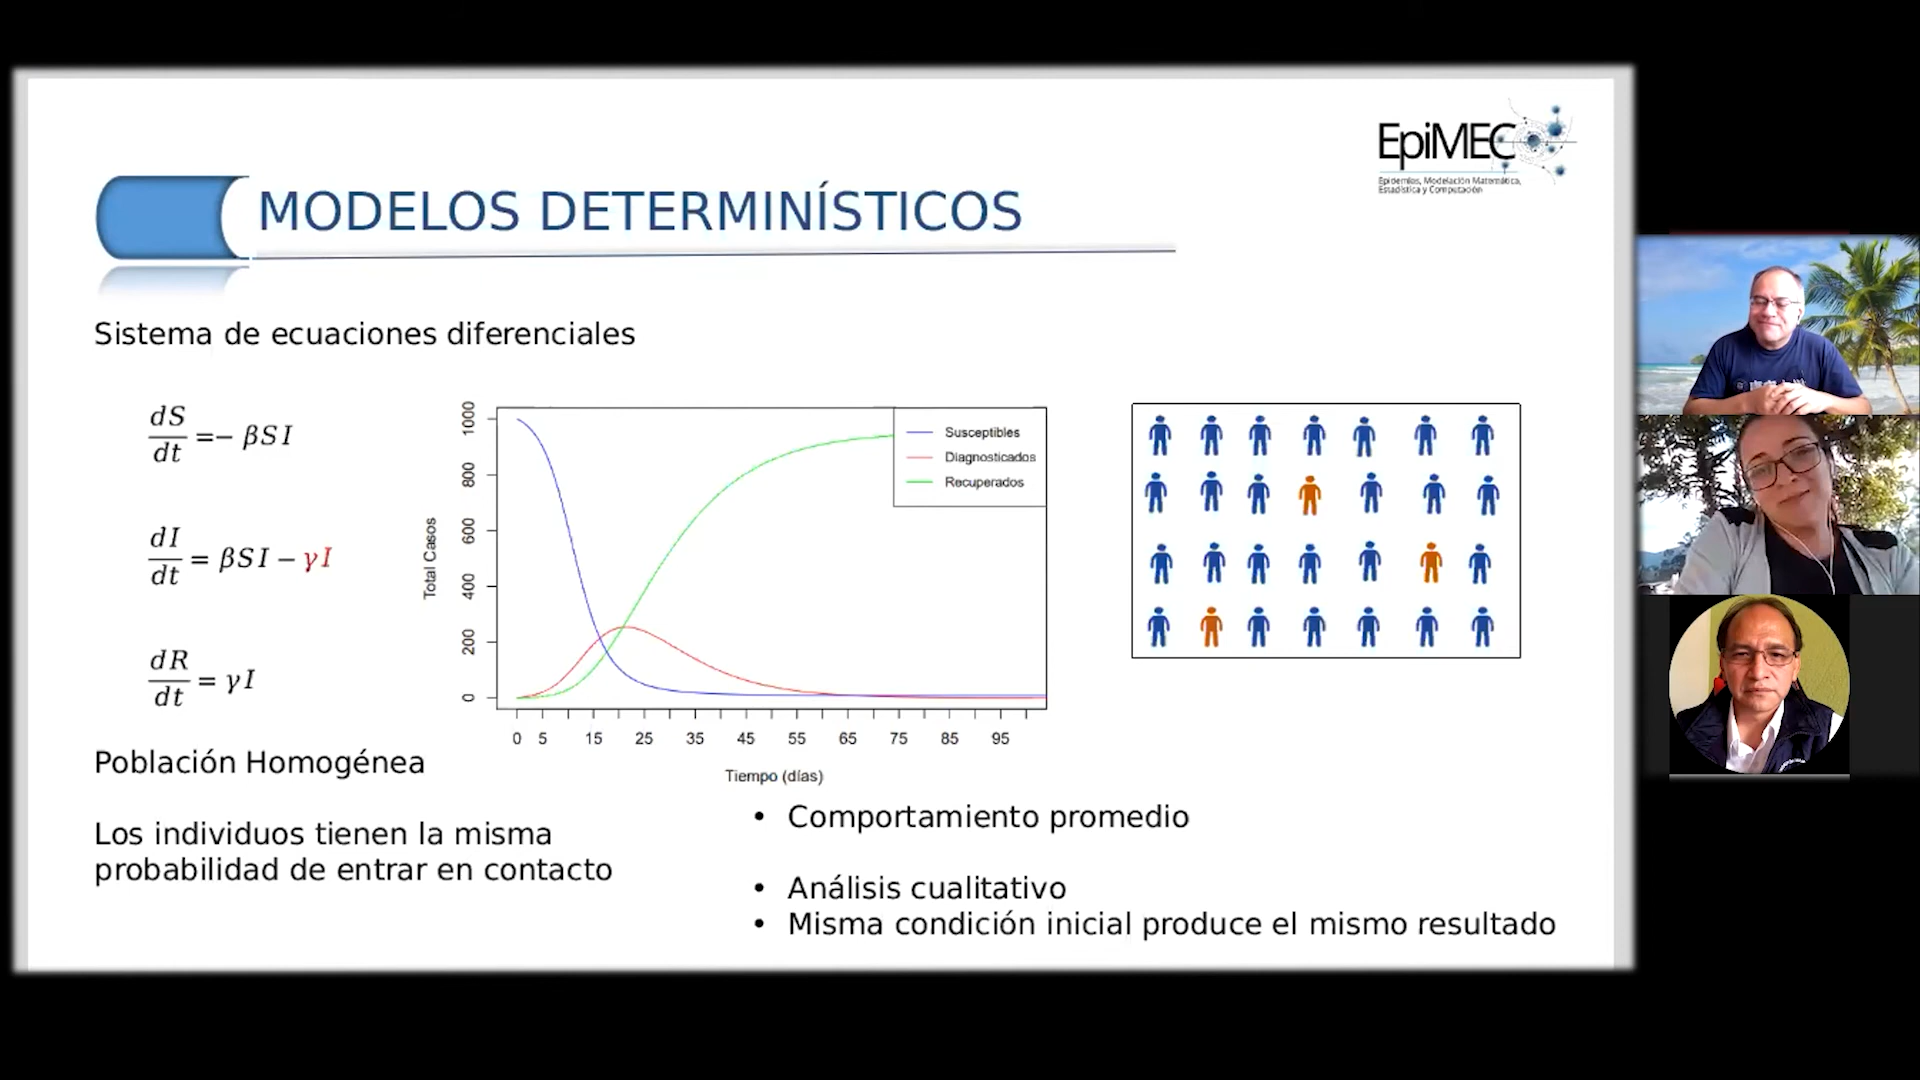 EpiMEC
Epidemias, Modelación Matemática,
Estadística y Computación
MODELOS DETERMINÍSTICOS
Sistema de ecuaciones diferenciales
dS/dt =− βSI
dI/dt = βSI − γI
dR/dt = γI
Total Casos
1000
800
600
400
200
0
Susceptibles
Diagnosticados
Recuperados
0 5 15 25 35 45 55 65 75 85 95
Tiempo (días)
Población Homogénea
Los individuos tienen la misma
probabilidad de entrar en contacto
• Comportamiento promedio
• Análisis cualitativo
• Misma condición inicial produce el mismo resultado